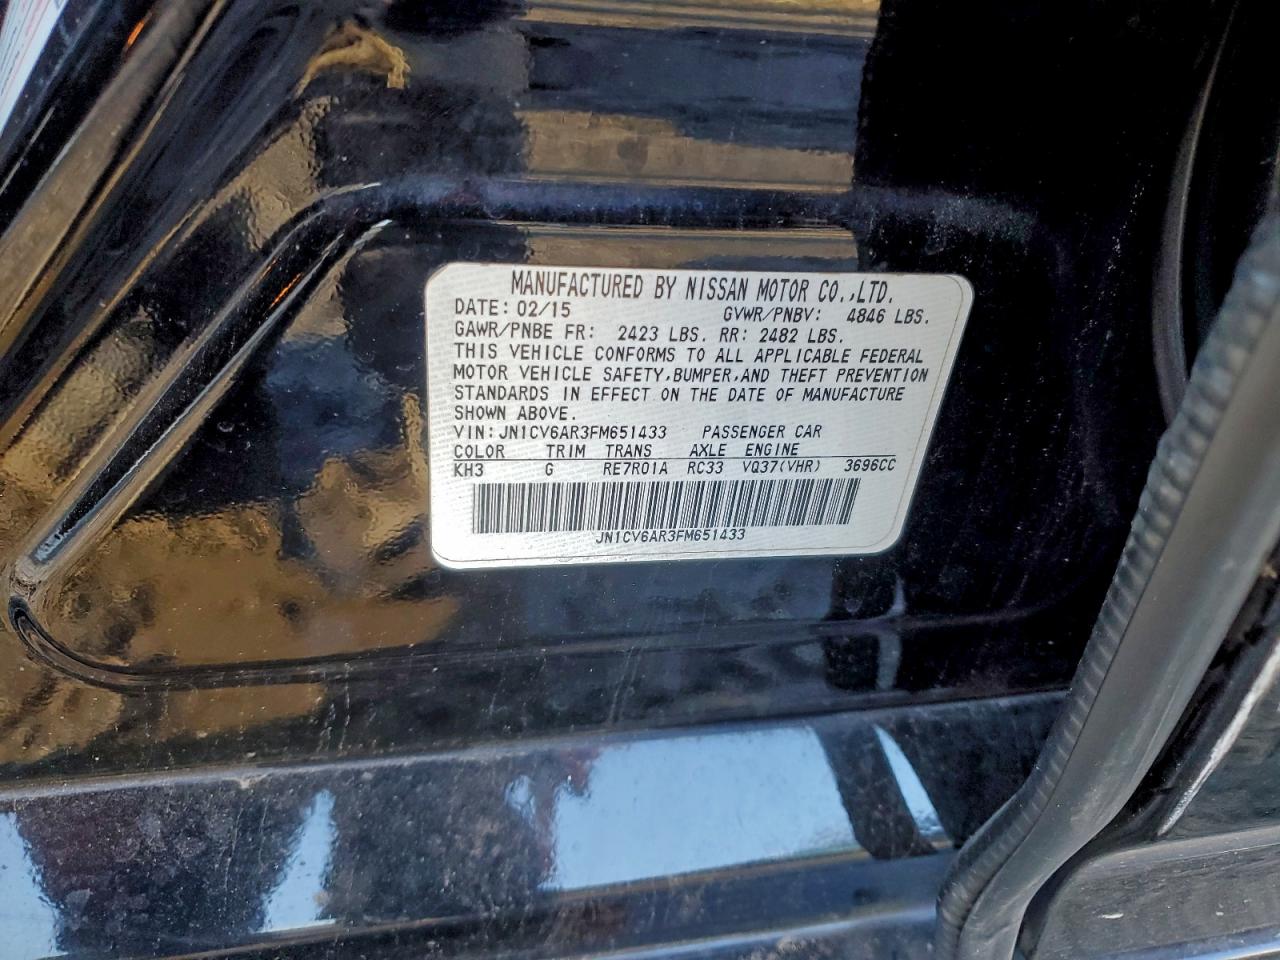 MANUFACTURED BY NISSAN MOTOR CO.,LTD.
DATE: 02/15 GVWR/PNBV: 4846 LBS.
GAWR/PNBE FR: 2423 LBS. RR: 2482 LBS.
THIS VEHICLE CONFORMS TO ALL APPLICABLE FEDERAL
MOTOR VEHICLE SAFETY,BUMPER,AND THEFT PREVENTION
STANDARDS IN EFFECT ON THE DATE OF MANUFACTURE
SHOWN ABOVE.
VIN:JN1CV6AR3FM651433 PASSENGER CAR
COLOR TRIM TRANS AXLE ENGINE
KH3 G RE7R01A RC33 VQ37(VHR) 3696CC
JN1CV6AR3FM651433